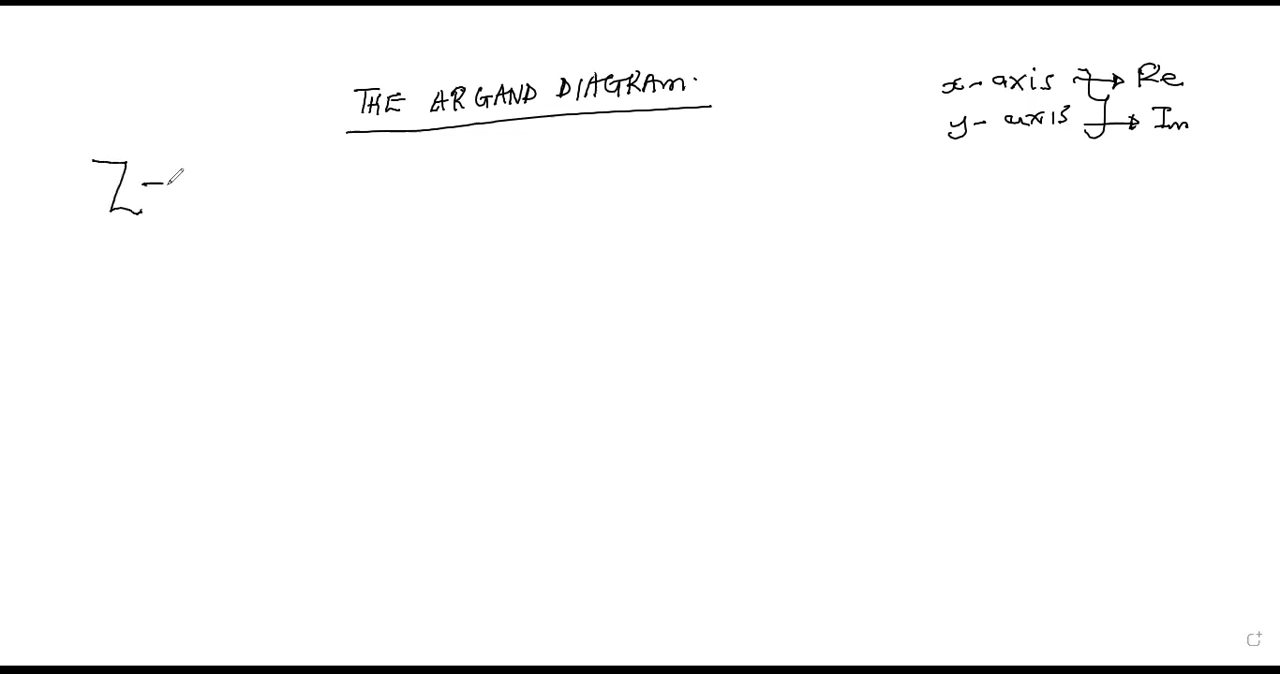 THE ARGAND DIAGRAM.
x- axis → Re
y- axis → Im
Z-